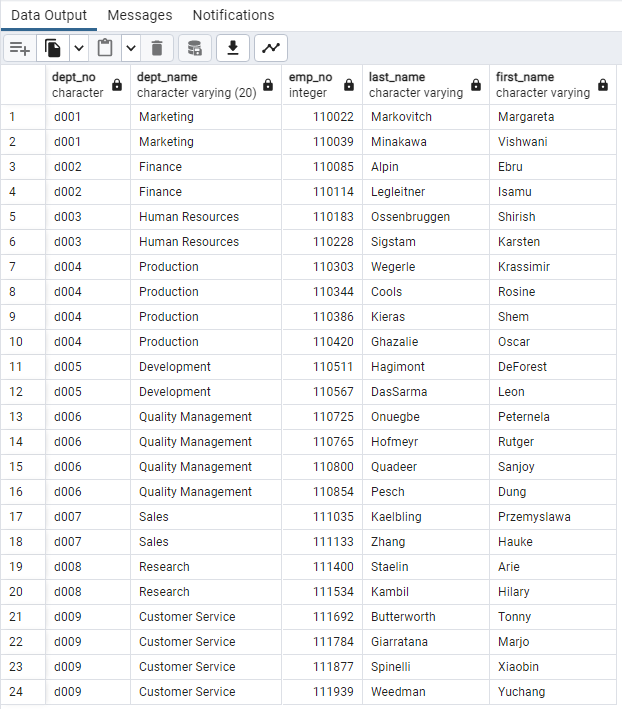 Data Output Messages Notifications
dept_no dept_name emp_no last_name first_name
character character varying (20) integer character varying character varying
1 d001 Marketing 110022 Markovitch Margareta
2 d001 Marketing 110039 Minakawa Vishwani
3 d002 Finance 110085 Alpin Ebru
4 d002 Finance 110114 Legleitner Isamu
5 d003 Human Resources 110183 Ossenbruggen Shirish
6 d003 Human Resources 110228 Sigstam Karsten
7 d004 Production 110303 Wegerle Krassimir
8 d004 Production 110344 Cools Rosine
9 d004 Production 110386 Kieras Shem
10 d004 Production 110420 Ghazalie Oscar
11 d005 Development 110511 Hagimont DeForest
12 d005 Development 110567 DasSarma Leon
13 d006 Quality Management 110725 Onuegbe Peternela
14 d006 Quality Management 110765 Hofmeyr Rutger
15 d006 Quality Management 110800 Quadeer Sanjoy
16 d006 Quality Management 110854 Pesch Dung
17 d007 Sales 111035 Kaelbling Przemyslawa
18 d007 Sales 111133 Zhang Hauke
19 d008 Research 111400 Staelin Arie
20 d008 Research 111534 Kambil Hilary
21 d009 Customer Service 111692 Butterworth Tonny
22 d009 Customer Service 111784 Giarratana Marjo
23 d009 Customer Service 111877 Spinelli Xiaobin
24 d009 Customer Service 111939 Weedman Yuchang